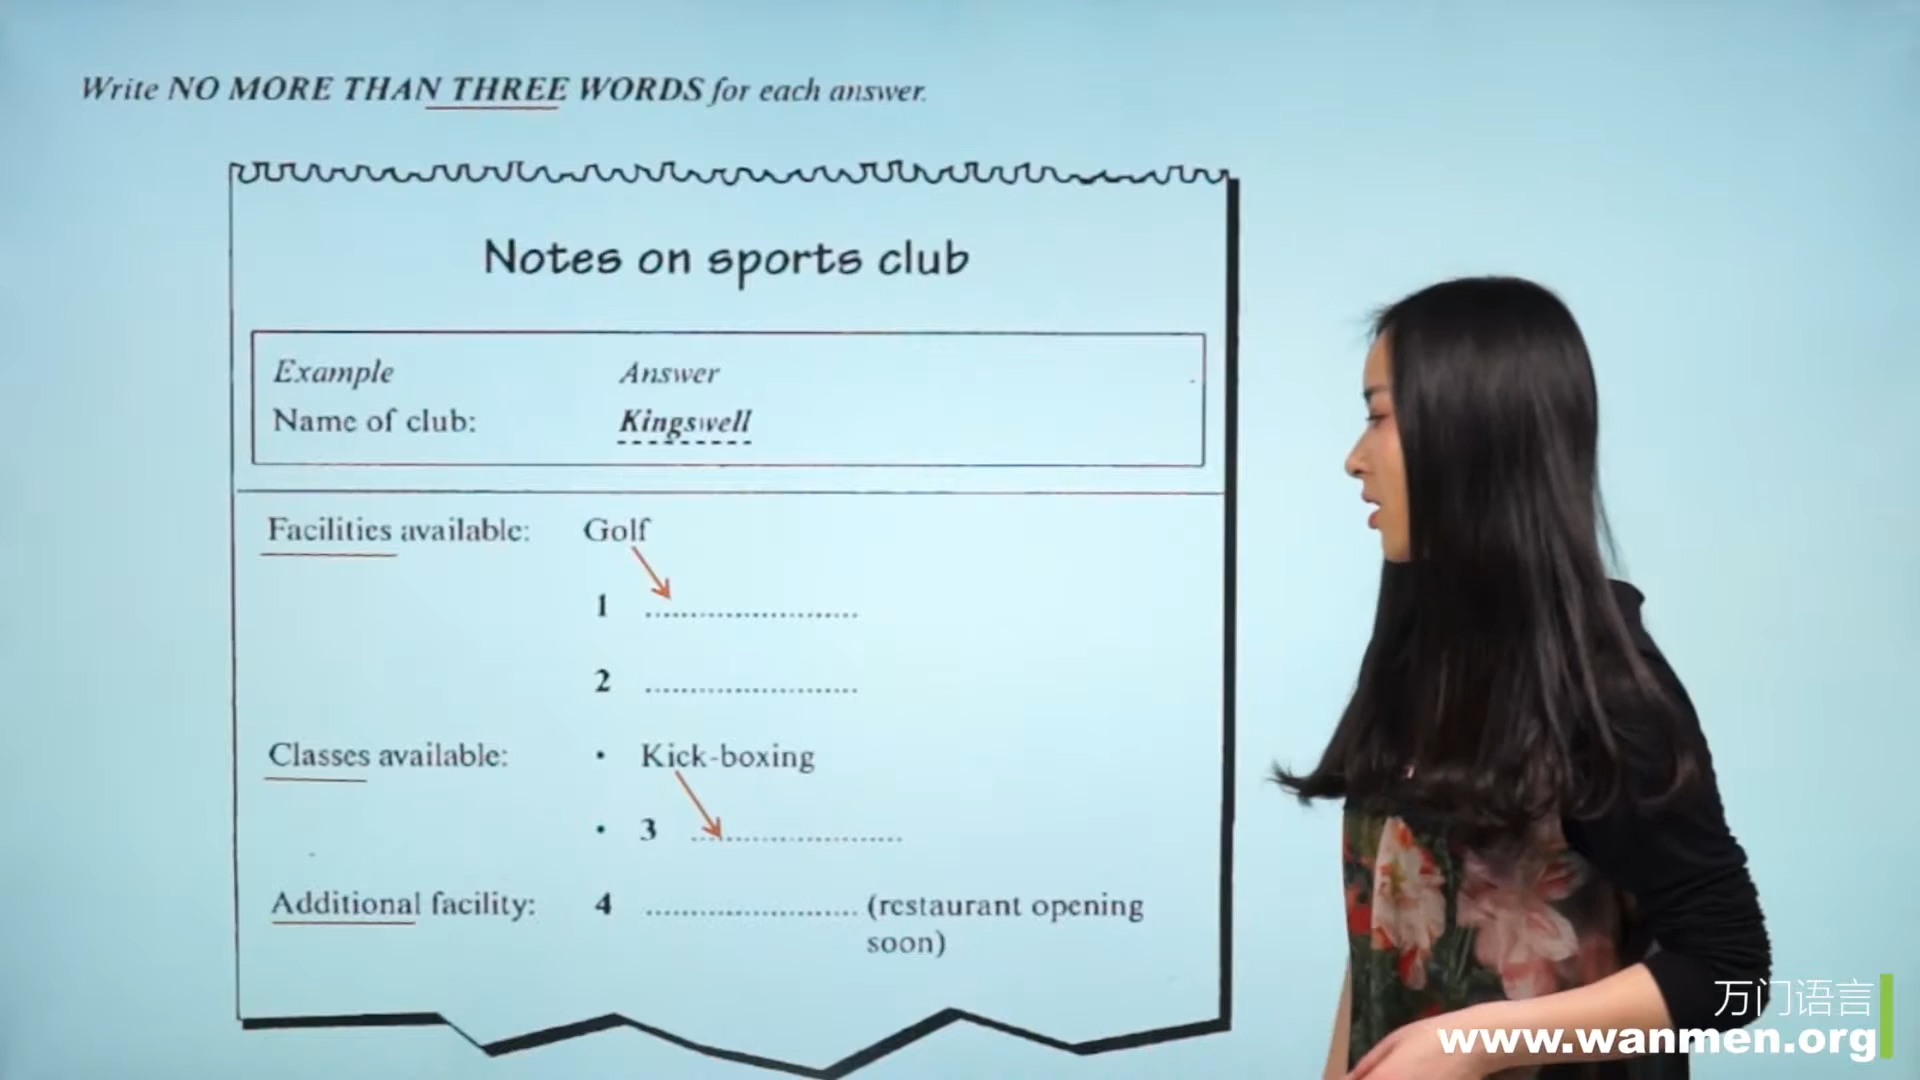 Write NO MORE THAN THREE WORDS for each answer.
Notes on sports club
Example Answer
Name of club: Kingswell
Facilities available: Golf
1 ........................
2 ........................
Classes available: • Kick-boxing
• 3 ........................
Additional facility: 4 ........................ (restaurant opening
soon)
万门语言
www.wanmen.org